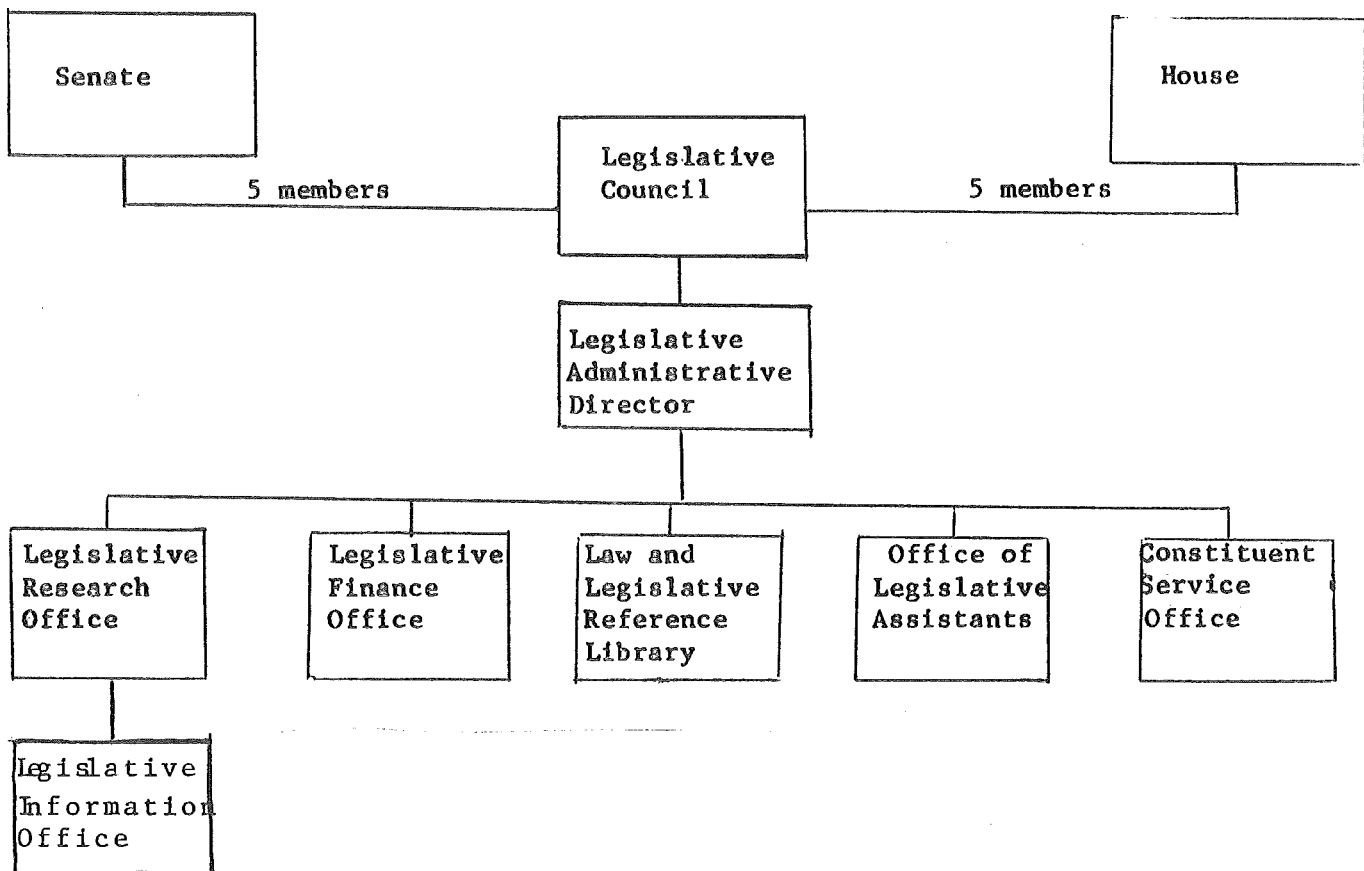 Senate
House
Legislative
Council
5 members
5 members
Legislative
Administrative
Director
Legislative
Research
Office
Legislative
Finance
Office
Law and
Legislative
Reference
Library
Office of
Legislative
Assistants
Constituent
Service
Office
Legislative
Information
Office